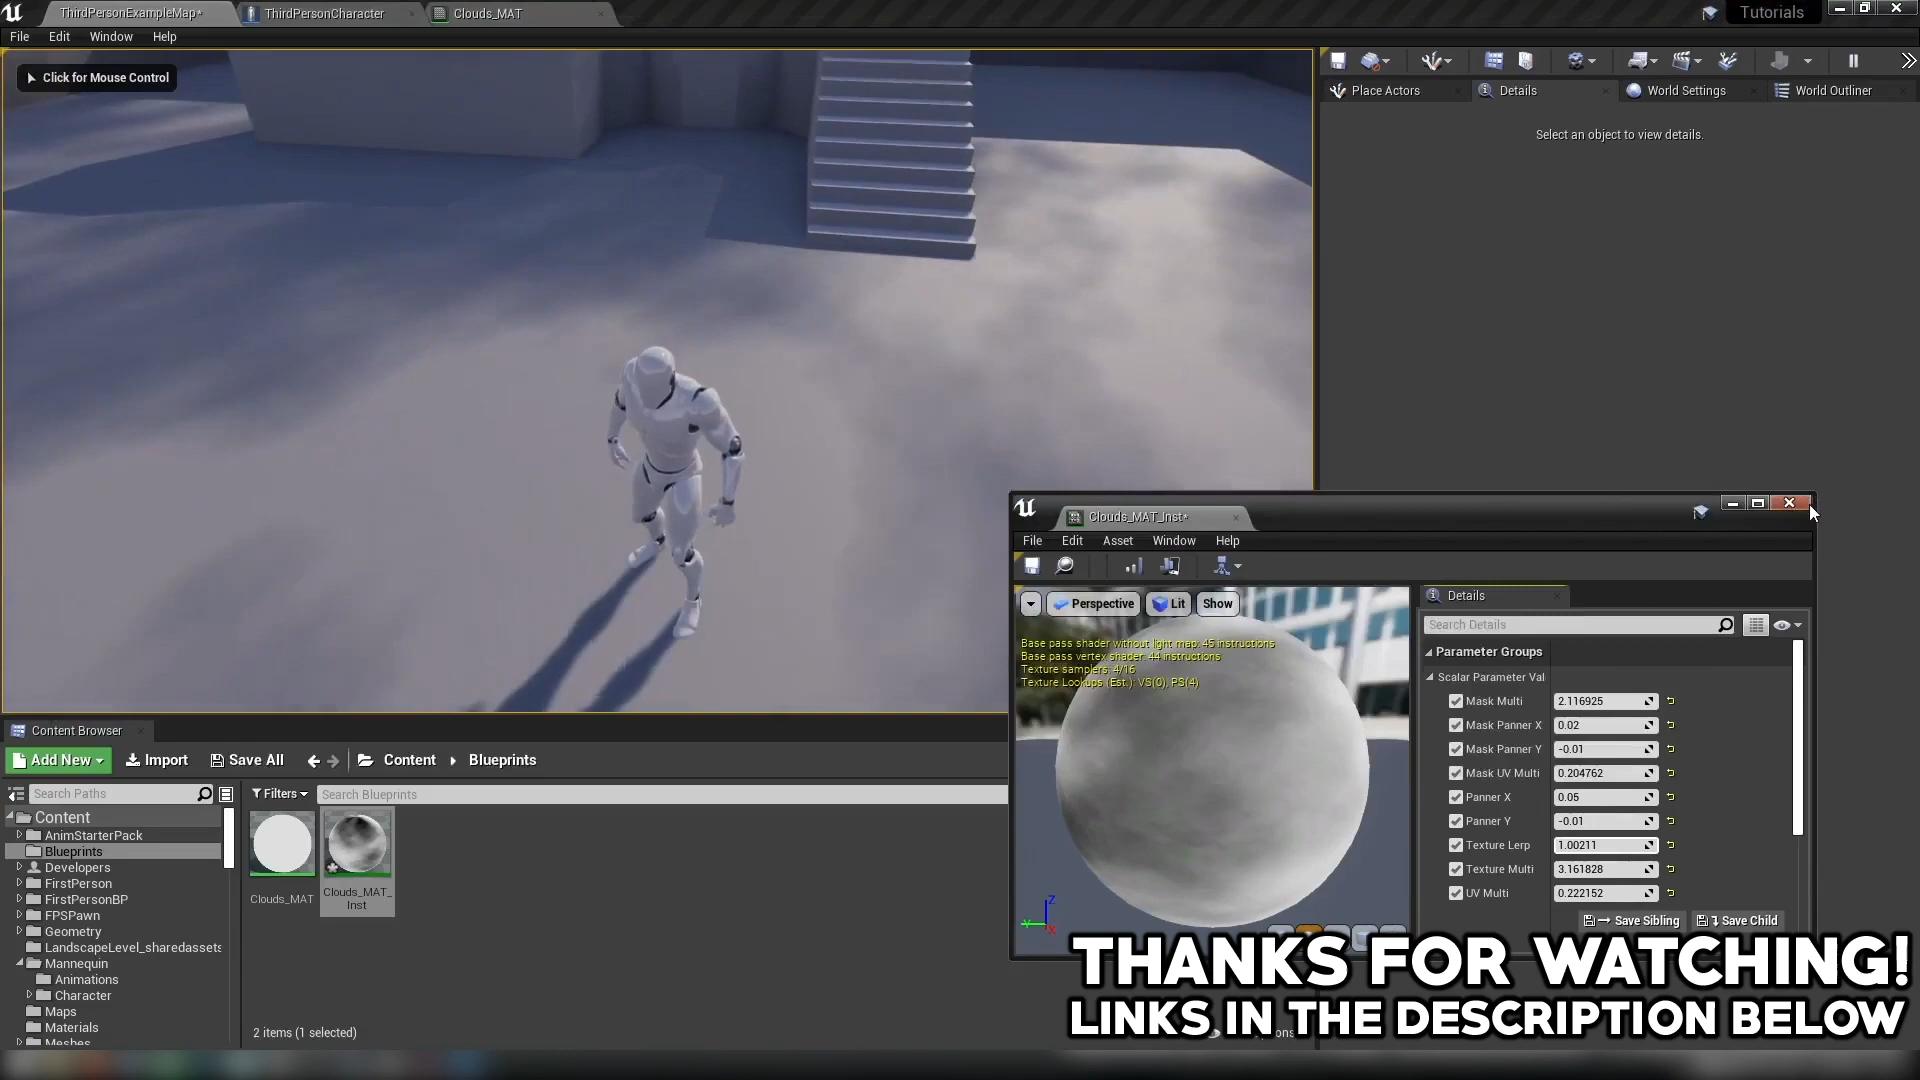 ThirdPersonExampleMap*
ThirdPersonCharacter
Clouds_MAT
Tutorials
File Edit Window Help
Click for Mouse Control
Place Actors
Details
World Settings
World Outliner
Select an object to view details.
Clouds_MAT_Inst*
File Edit Asset Window Help
Perspective
Lit
Show
Base pass shader without light map: 45 instructions
Base pass vertex shader: 44 instructions
Texture samplers: 4/16
Texture Lookups (Est.): VS(0), PS(4)
Details
Search Details
Parameter Groups
Scalar Parameter Val
Mask Multi 2.116925
Mask Panner X 0.02
Mask Panner Y -0.01
Mask UV Multi 0.204762
Panner X 0.05
Panner Y -0.01
Texture Lerp 1.00211
Texture Multi 3.161828
UV Multi 0.222152
Save Sibling
Save Child
Content Browser
Add New
Import
Save All
Content
Blueprints
Search Paths
Filters
Search Blueprints
Content
AnimStarterPack
Blueprints
Developers
FirstPerson
FirstPersonBP
FPSPawn
Geometry
LandscapeLevel_sharedassets
Mannequin
Animations
Character
Maps
Materials
Meshes
Clouds_MAT
Clouds_MAT_
Inst
2 items (1 selected)
THANKS FOR WATCHING!
LINKS IN THE DESCRIPTION BELOW